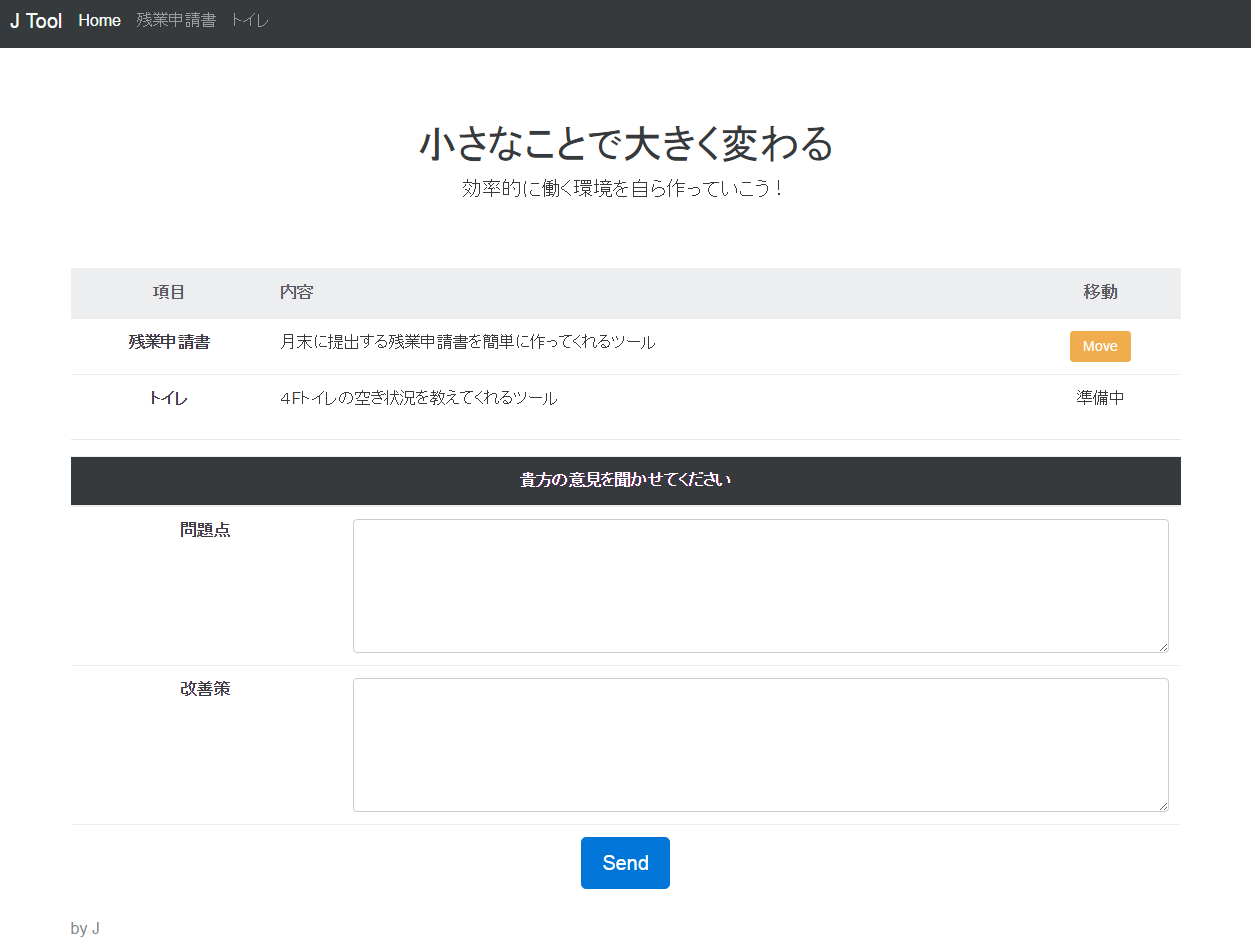 J Tool Home 残業申請書 トイレ
小さなことで大きく変わる
効率的に働く環境を自ら作っていこう！
項目 内容 移動
残業申請書 月末に提出する残業申請書を簡単に作ってくれるツール Move
トイレ 4Fトイレの空き状況を教えてくれるツール 準備中
貴方の意見を聞かせてください
問題点
改善策
Send
by J